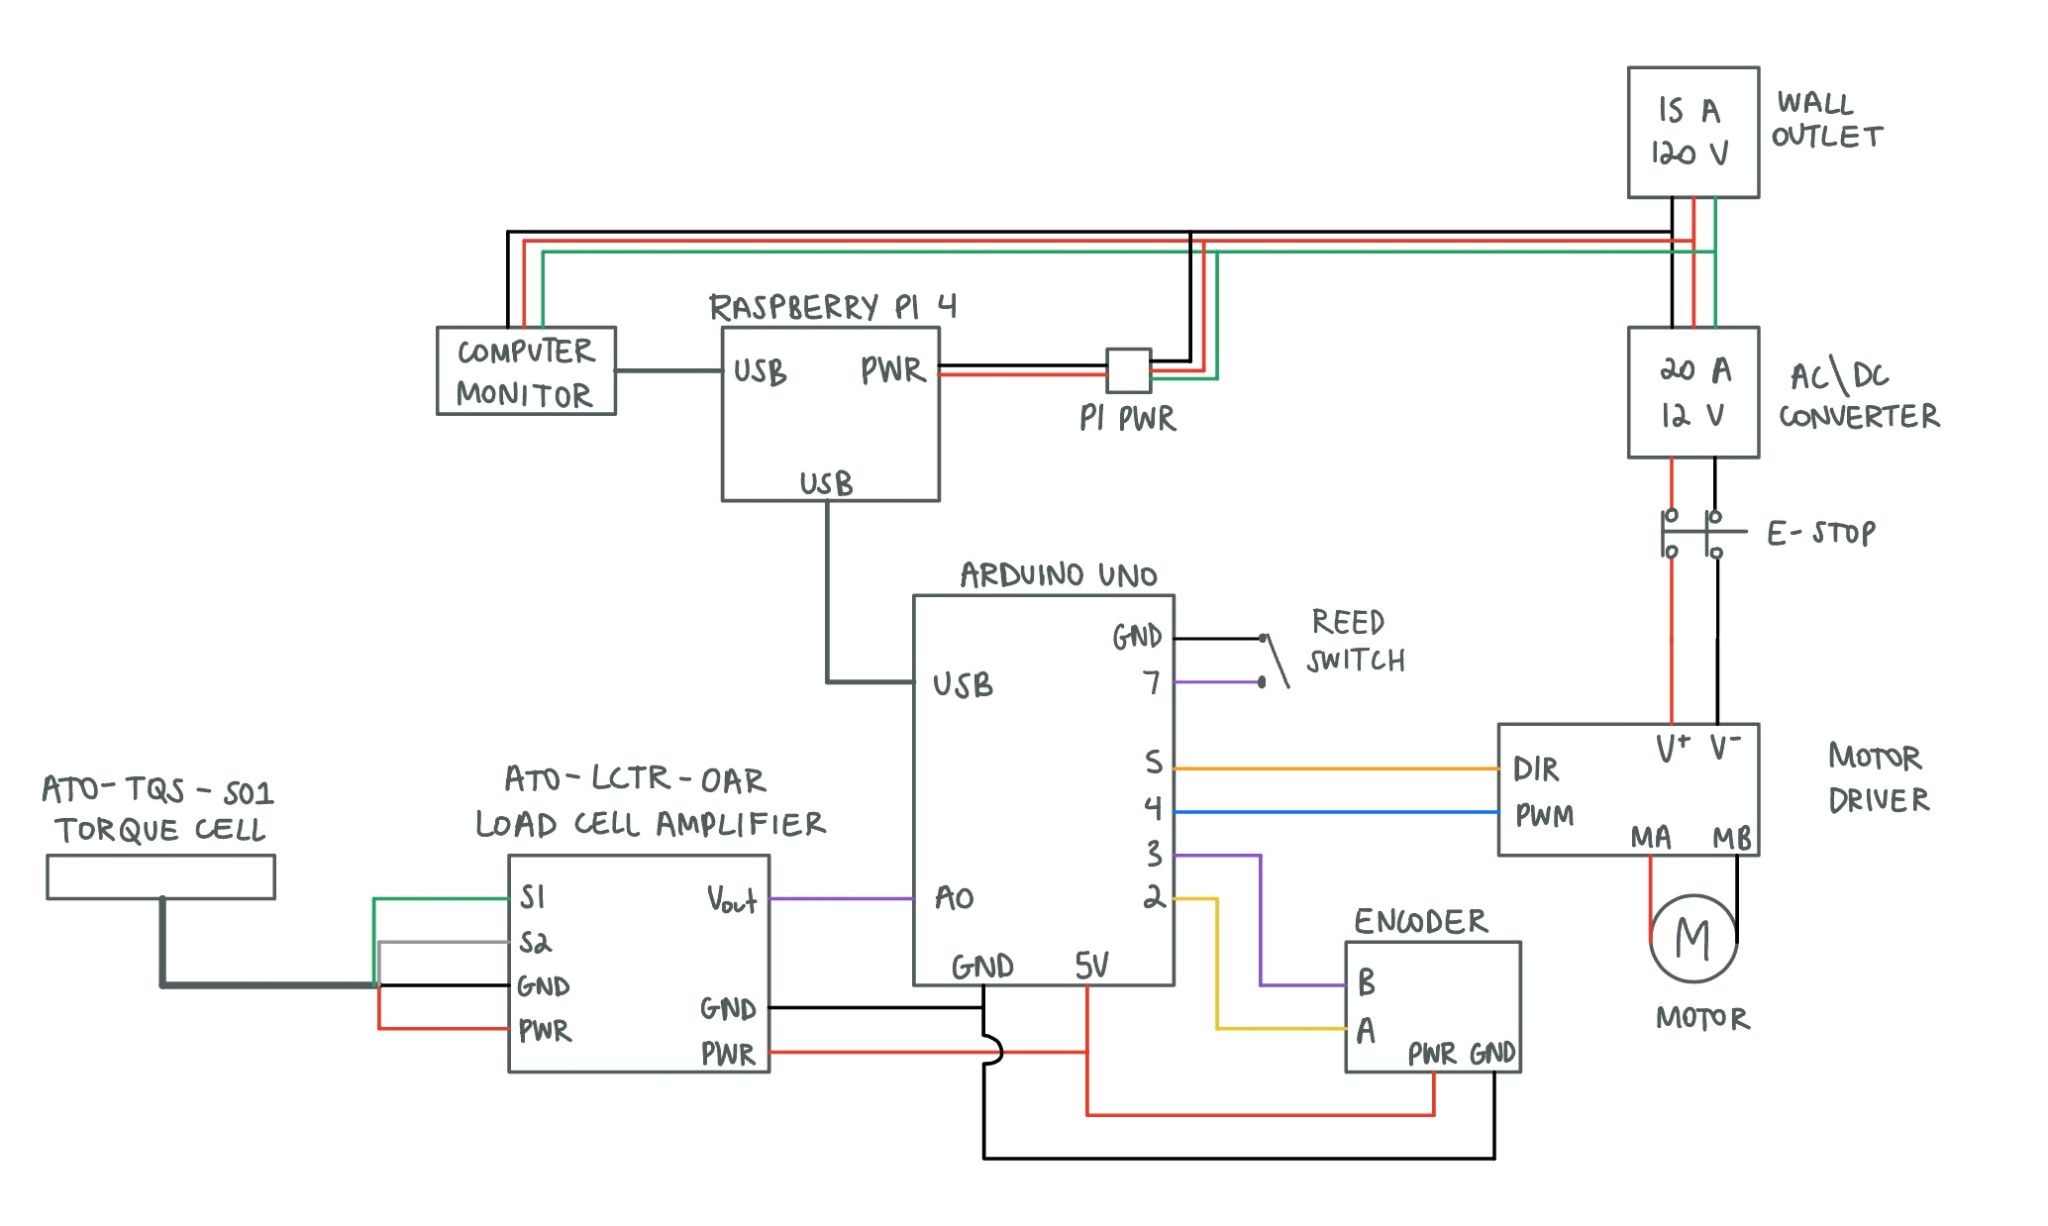 15 A
120 V
WALL
OUTLET
RASPBERRY PI 4
COMPUTER
MONITOR
USB
PWR
USB
PI PWR
20 A
12 V
AC\DC
CONVERTER
E-STOP
ARDUINO UNO
GND
7
USB
5
4
3
2
A0
GND
5V
REED
SWITCH
DIR
PWM
V+ V-
MA MB
MOTOR
DRIVER
M
MOTOR
ATO-TQS-S01
TORQUE CELL
ATO-LCTR-OAR
LOAD CELL AMPLIFIER
S1
S2
GND
PWR
Vout
GND
PWR
ENCODER
B
A
PWR GND